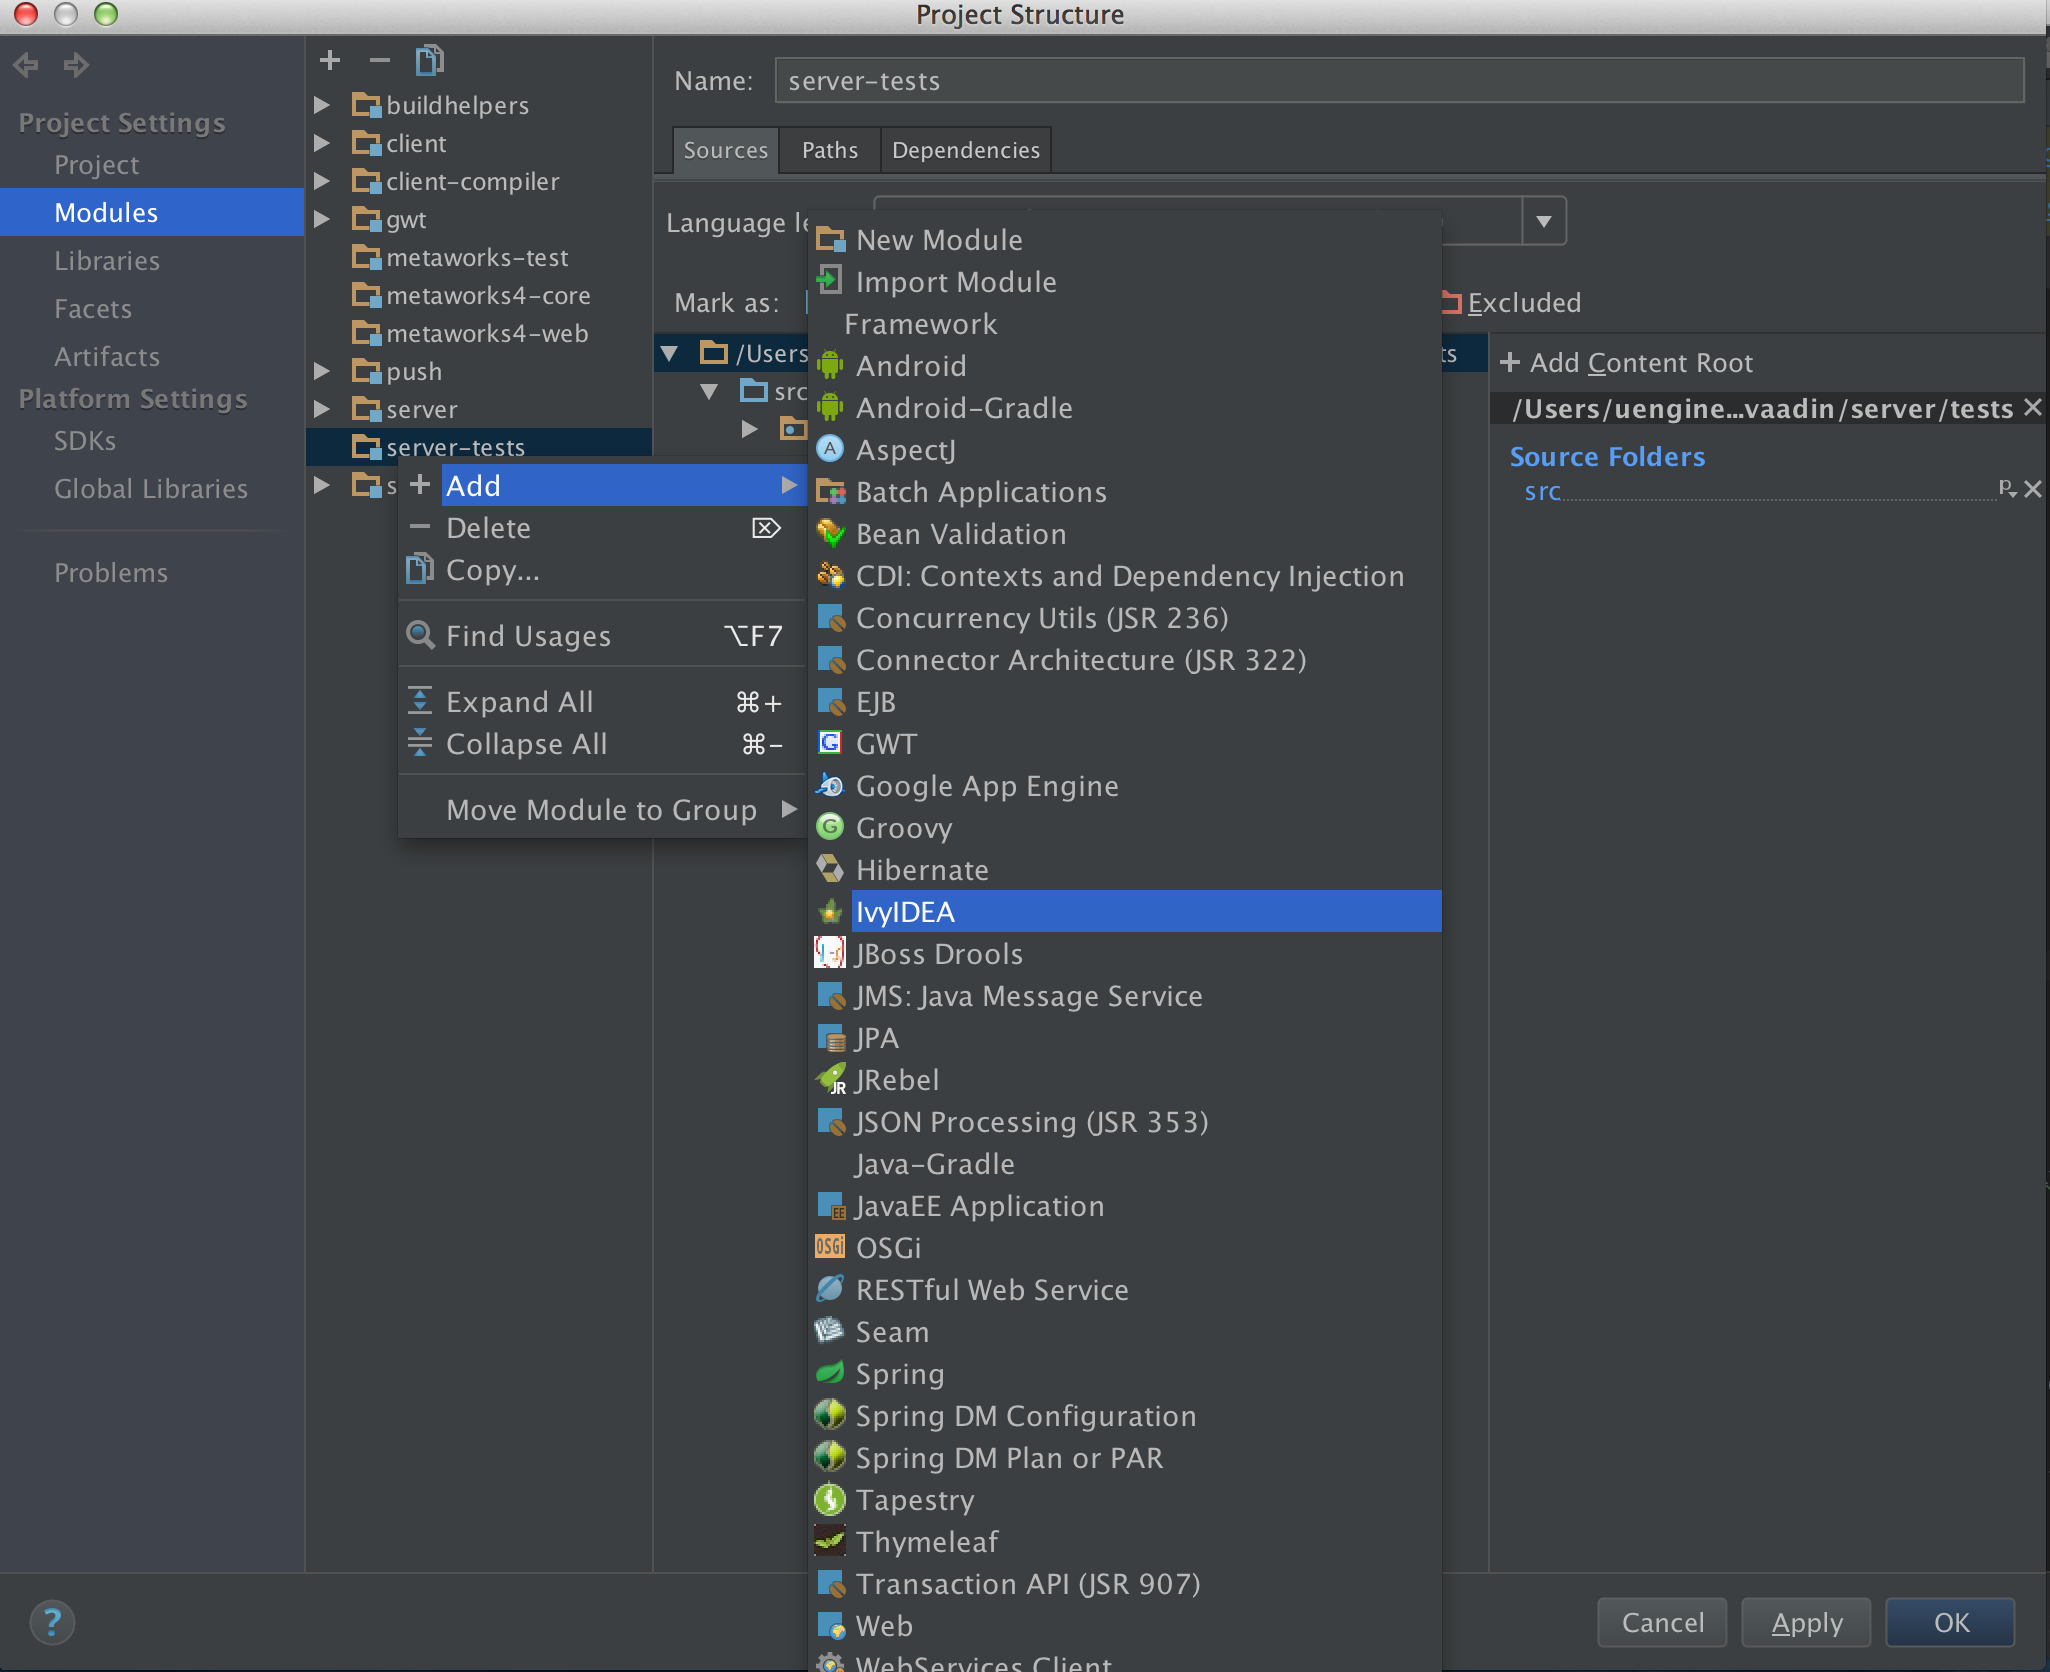 Project Structure
Project Settings
Project
Modules
Libraries
Facets
Artifacts
Platform Settings
SDKs
Global Libraries
Problems
buildhelpers
client
client-compiler
gwt
metaworks-test
metaworks4-core
metaworks4-web
push
server
server-tests
s
Add
Delete
Copy...
Find Usages ⌥F7
Expand All ⌘+
Collapse All ⌘-
Move Module to Group
Name: server-tests
Sources Paths Dependencies
Language le
Mark as: Excluded
/Users ts
src
New Module
Import Module
Framework
Android
Android-Gradle
AspectJ
Batch Applications
Bean Validation
CDI: Contexts and Dependency Injection
Concurrency Utils (JSR 236)
Connector Architecture (JSR 322)
EJB
GWT
Google App Engine
Groovy
Hibernate
IvyIDEA
JBoss Drools
JMS: Java Message Service
JPA
JRebel
JSON Processing (JSR 353)
Java-Gradle
JavaEE Application
OSGi
RESTful Web Service
Seam
Spring
Spring DM Configuration
Spring DM Plan or PAR
Tapestry
Thymeleaf
Transaction API (JSR 907)
Web
WebServices Client
+ Add Content Root
/Users/uengine...vaadin/server/tests
Source Folders
src
?
Cancel Apply OK